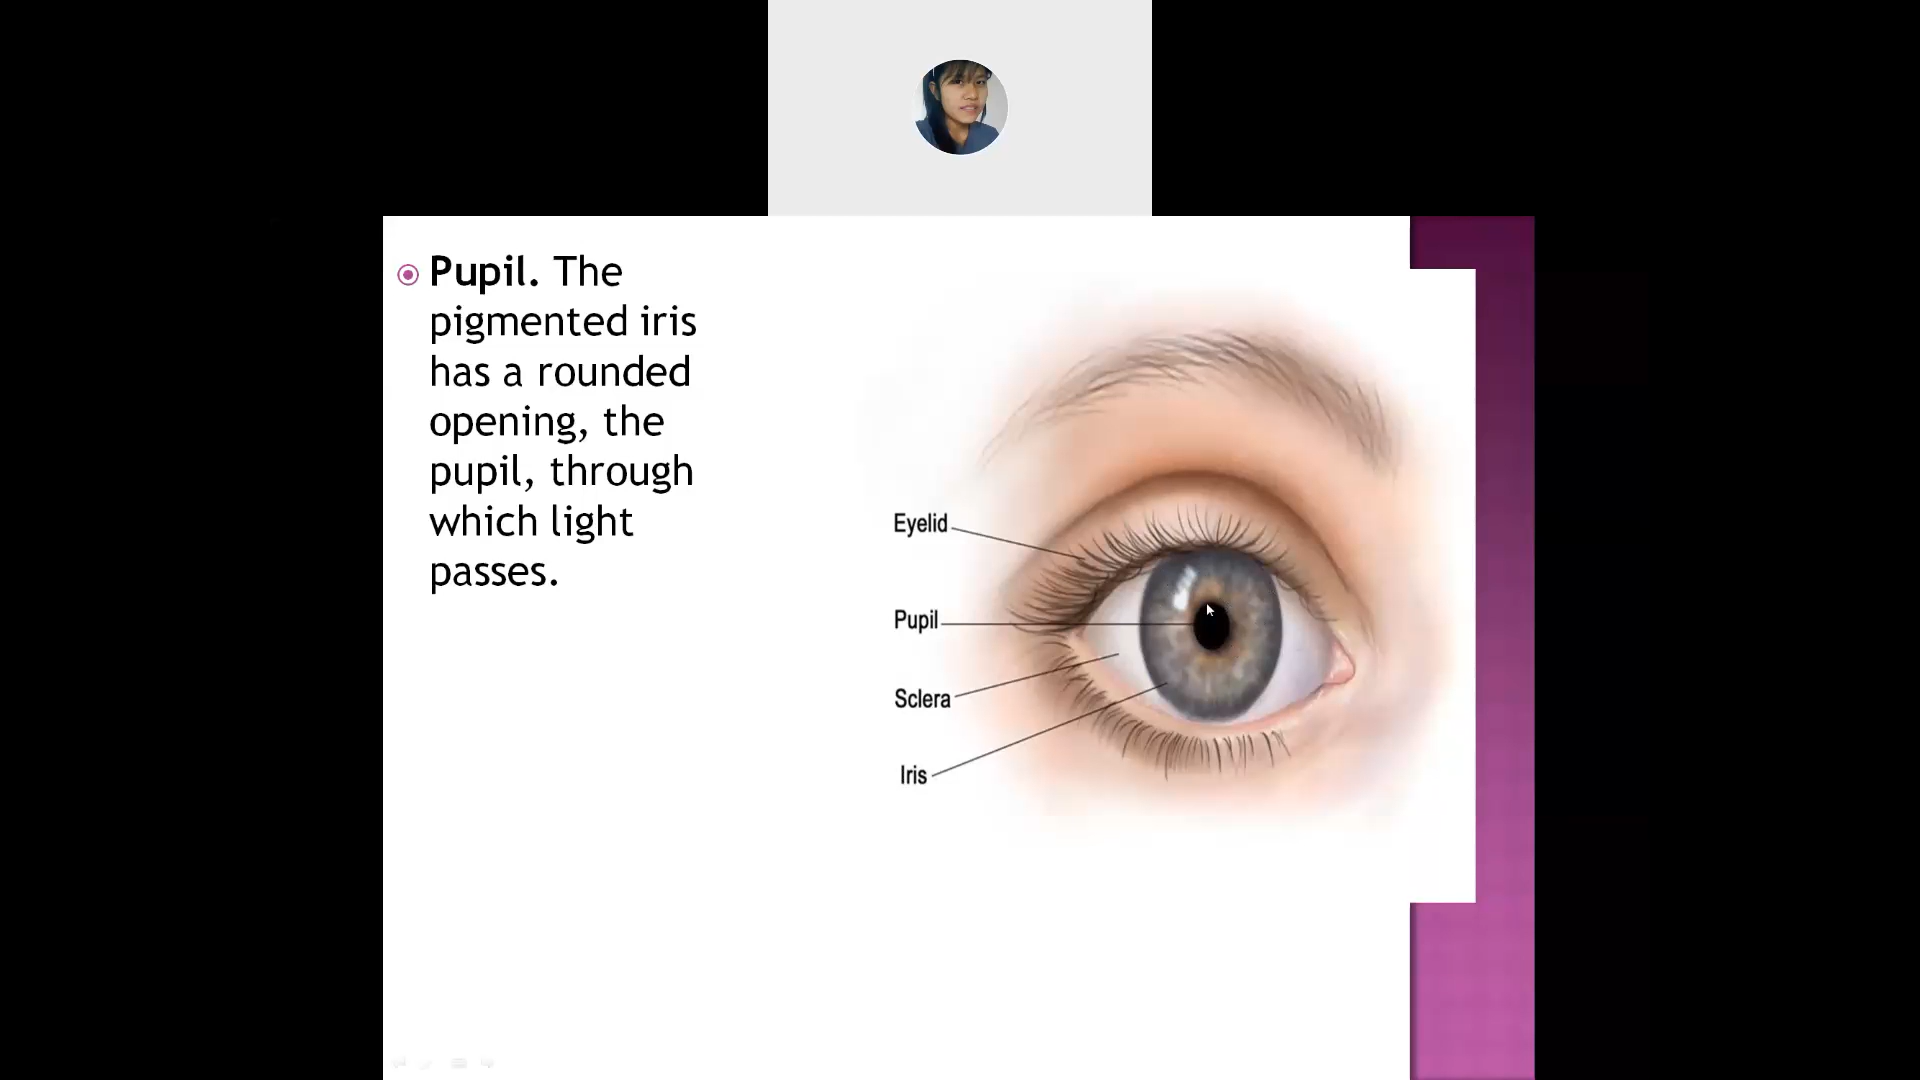 Pupil. The
pigmented iris
has a rounded
opening, the
pupil, through
which light
passes.
Eyelid
Pupil
Sclera
Iris